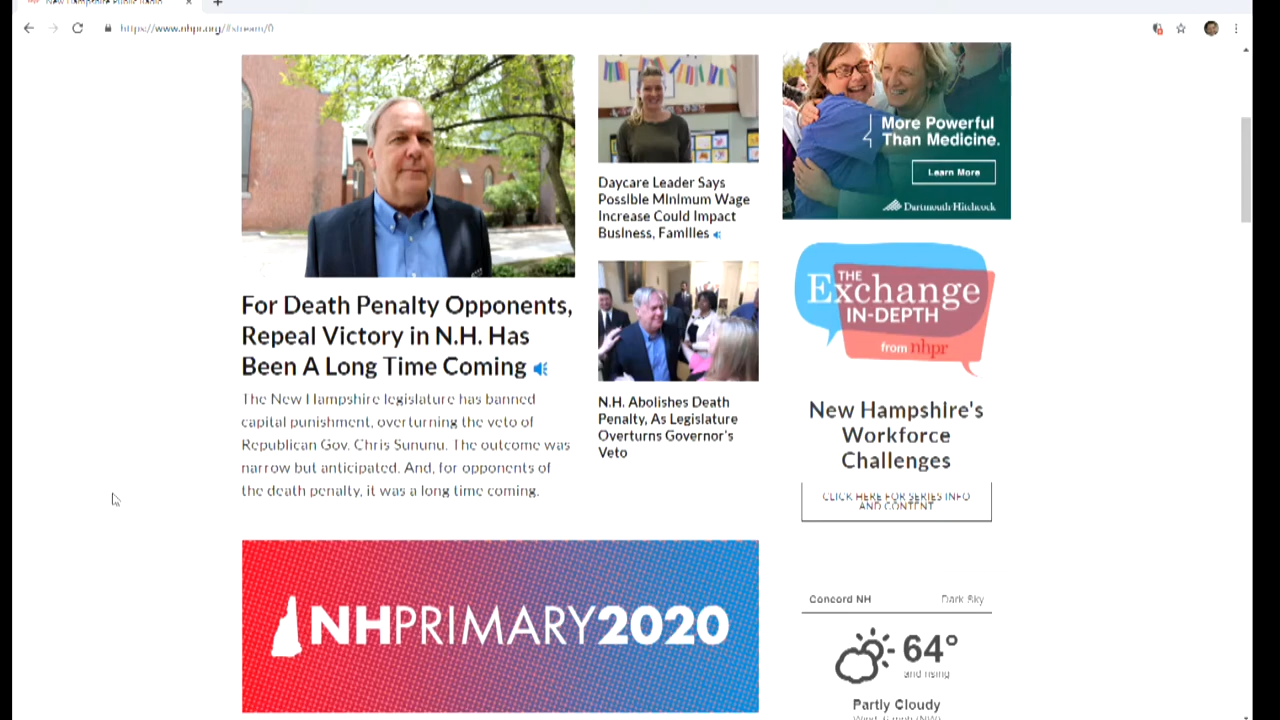 New Hampshire Public Radio
https://www.nhpr.org/#stream/0
For Death Penalty Opponents,
Repeal Victory in N.H. Has
Been A Long Time Coming
The New Hampshire legislature has banned
capital punishment, overturning the veto of
Republican Gov. Chris Sununu. The outcome was
narrow but anticipated. And, for opponents of
the death penalty, it was a long time coming.
Daycare Leader Says
Possible Minimum Wage
Increase Could Impact
Business, Families
N.H. Abolishes Death
Penalty, As Legislature
Overturns Governor's
Veto
More Powerful
Than Medicine.
Learn More
Dartmouth-Hitchcock
THE
Exchange
IN-DEPTH
from nhpr
New Hampshire's
Workforce
Challenges
CLICK HERE FOR SERIES INFO
AND CONTENT
NHPRIMARY2020
Concord NH
Dark Sky
64°
and rising
Partly Cloudy